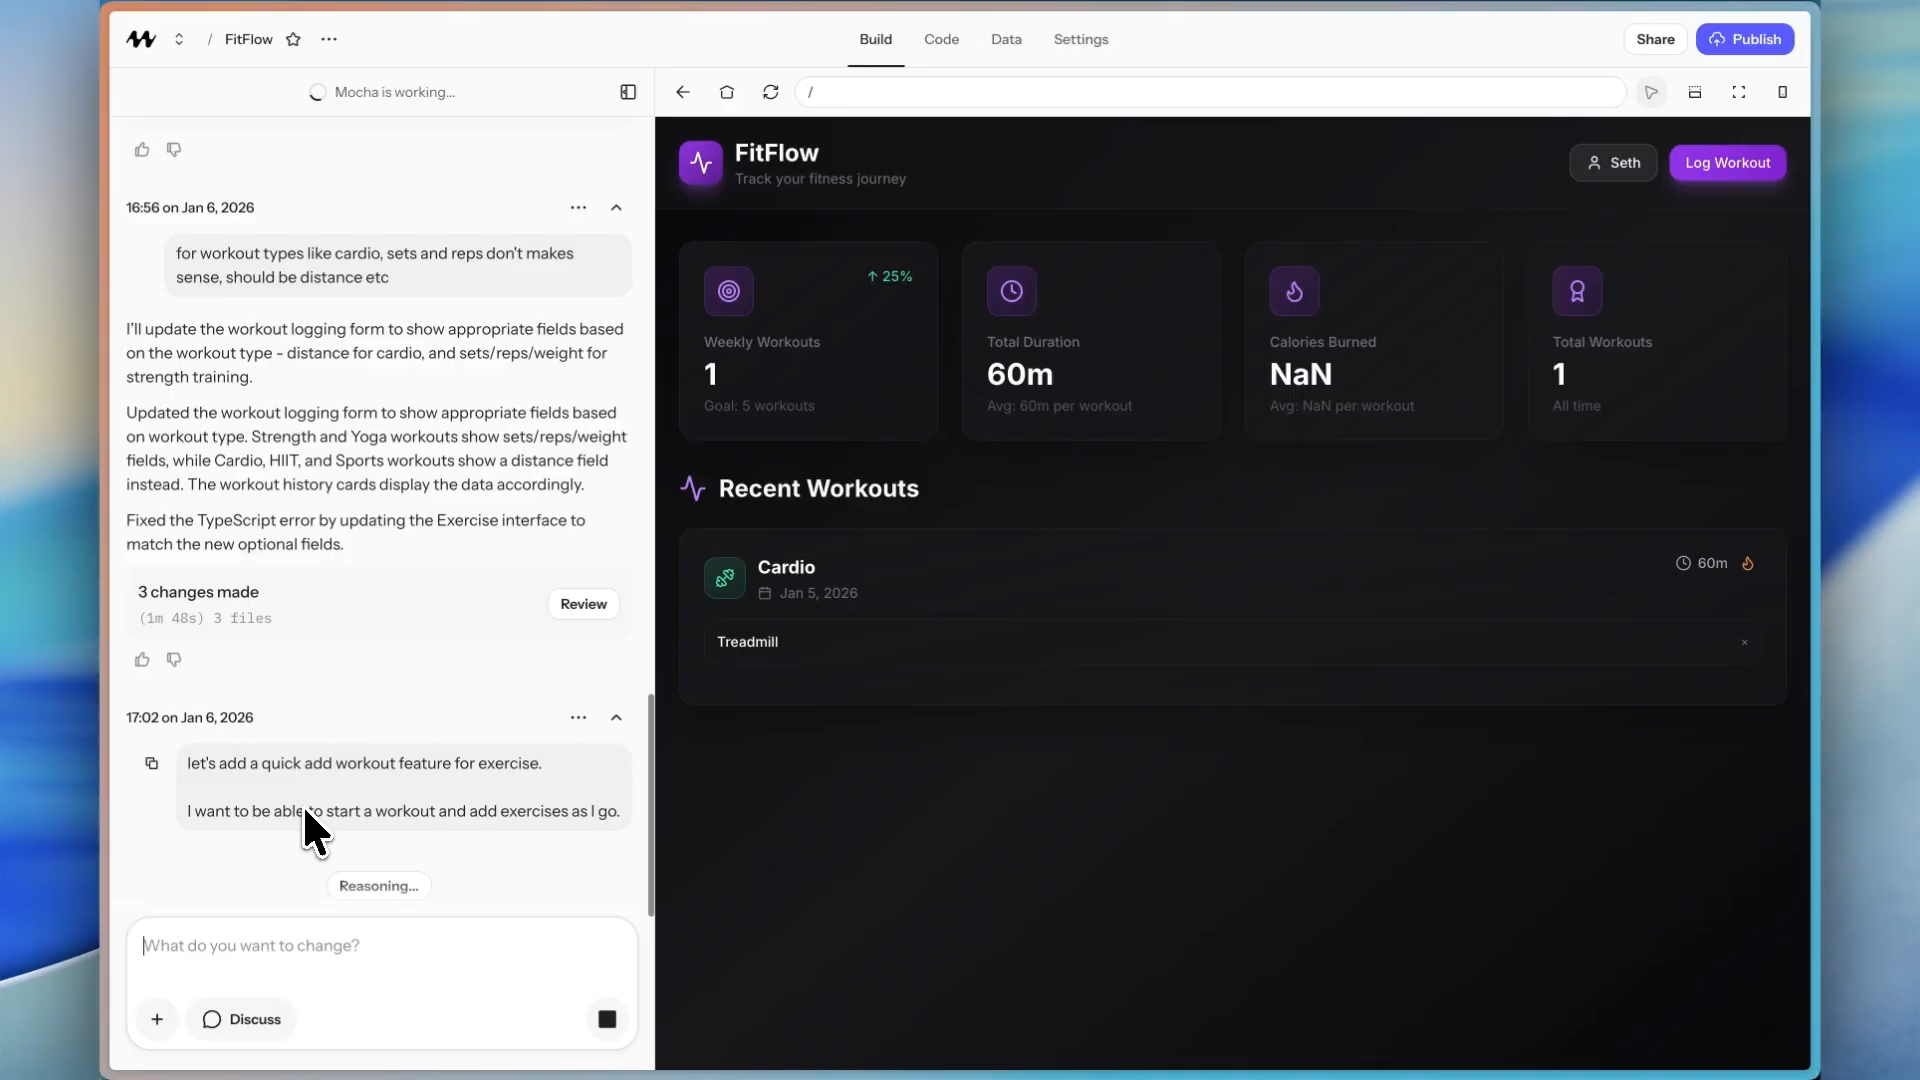 / FitFlow
Build
Code
Data
Settings
Share
Publish
Mocha is working...
16:56 on Jan 6, 2026
for workout types like cardio, sets and reps don't makes
sense, should be distance etc
I'll update the workout logging form to show appropriate fields based
on the workout type - distance for cardio, and sets/reps/weight for
strength training.
Updated the workout logging form to show appropriate fields based
on workout type. Strength and Yoga workouts show sets/reps/weight
fields, while Cardio, HIIT, and Sports workouts show a distance field
instead. The workout history cards display the data accordingly.
Fixed the TypeScript error by updating the Exercise interface to
match the new optional fields.
3 changes made
(1m 48s) 3 files
Review
17:02 on Jan 6, 2026
let's add a quick add workout feature for exercise.
I want to be able to start a workout and add exercises as I go.
Reasoning...
What do you want to change?
Discuss
/
FitFlow
Track your fitness journey
Seth
Log Workout
↑ 25%
Weekly Workouts
1
Goal: 5 workouts
Total Duration
60m
Avg: 60m per workout
Calories Burned
NaN
Avg: NaN per workout
Total Workouts
1
All time
Recent Workouts
Cardio
Jan 5, 2026
60m
Treadmill
×